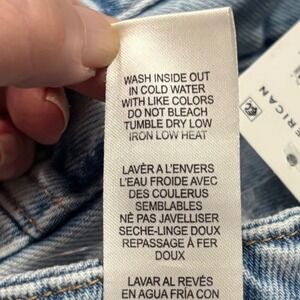 WASH INSIDE OUT
IN COLD WATER
WITH LIKE COLORS
DO NOT BLEACH
TUMBLE DRY LOW
IRON LOW HEAT
LAVÉR A L'ENVERS
L'EAU FROIDE AVEC
DES COULERUS
SEMBLABLES
NÈ PAS JAVELLISER
SECHE-LINGE DOUX
REPASSAGE À FER
DOUX
LAVAR AL REVÉS
EN AGUA FRÍA CON
RICAN